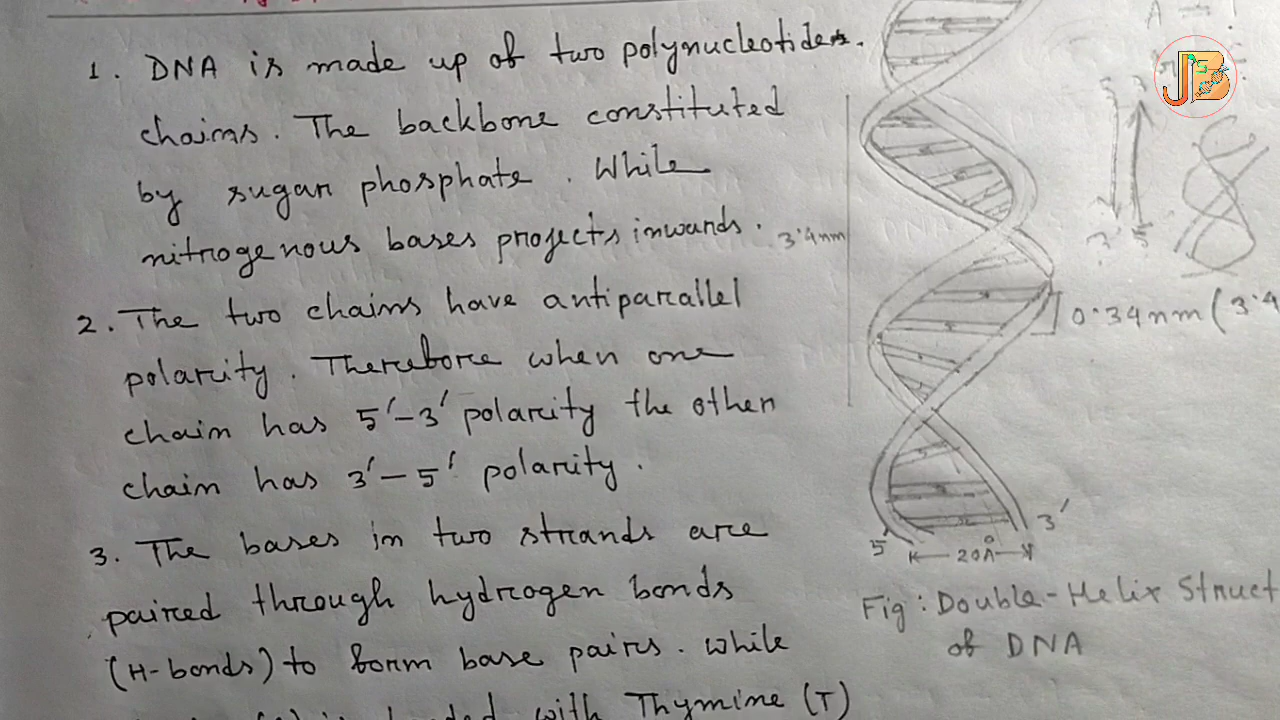 1. DNA is made up of two polynucleotides.
chains. The backbone constituted
by sugar phosphate. While
nitrogenous bases projects inwards.
2. The two chains have antiparallel
polarity. Therefore when one
chain has 5'-3' polarity the other
chain has 3'-5' polarity.
3. The bases in two strands are
paired through hydrogen bonds
(H-bonds) to form base pairs. While
with Thymine (T)
3.4nm
0.34nm (3.4
5' 20Å 3'
Fig: Double-Helix Struct
of DNA
JB
3' 5'